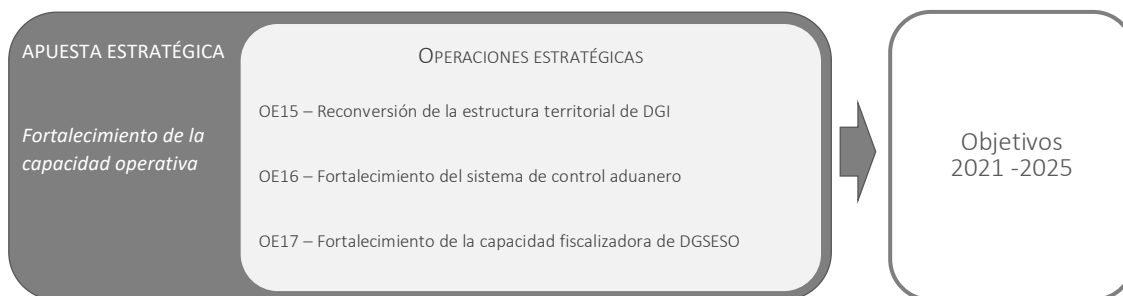 APUESTA ESTRATÉGICA
Fortalecimiento de la
capacidad operativa
OPERACIONES ESTRATÉGICAS
OE15 – Reconversión de la estructura territorial de DGI
OE16 – Fortalecimiento del sistema de control aduanero
OE17 – Fortalecimiento de la capacidad fiscalizadora de DGSESO
Objetivos
2021 -2025